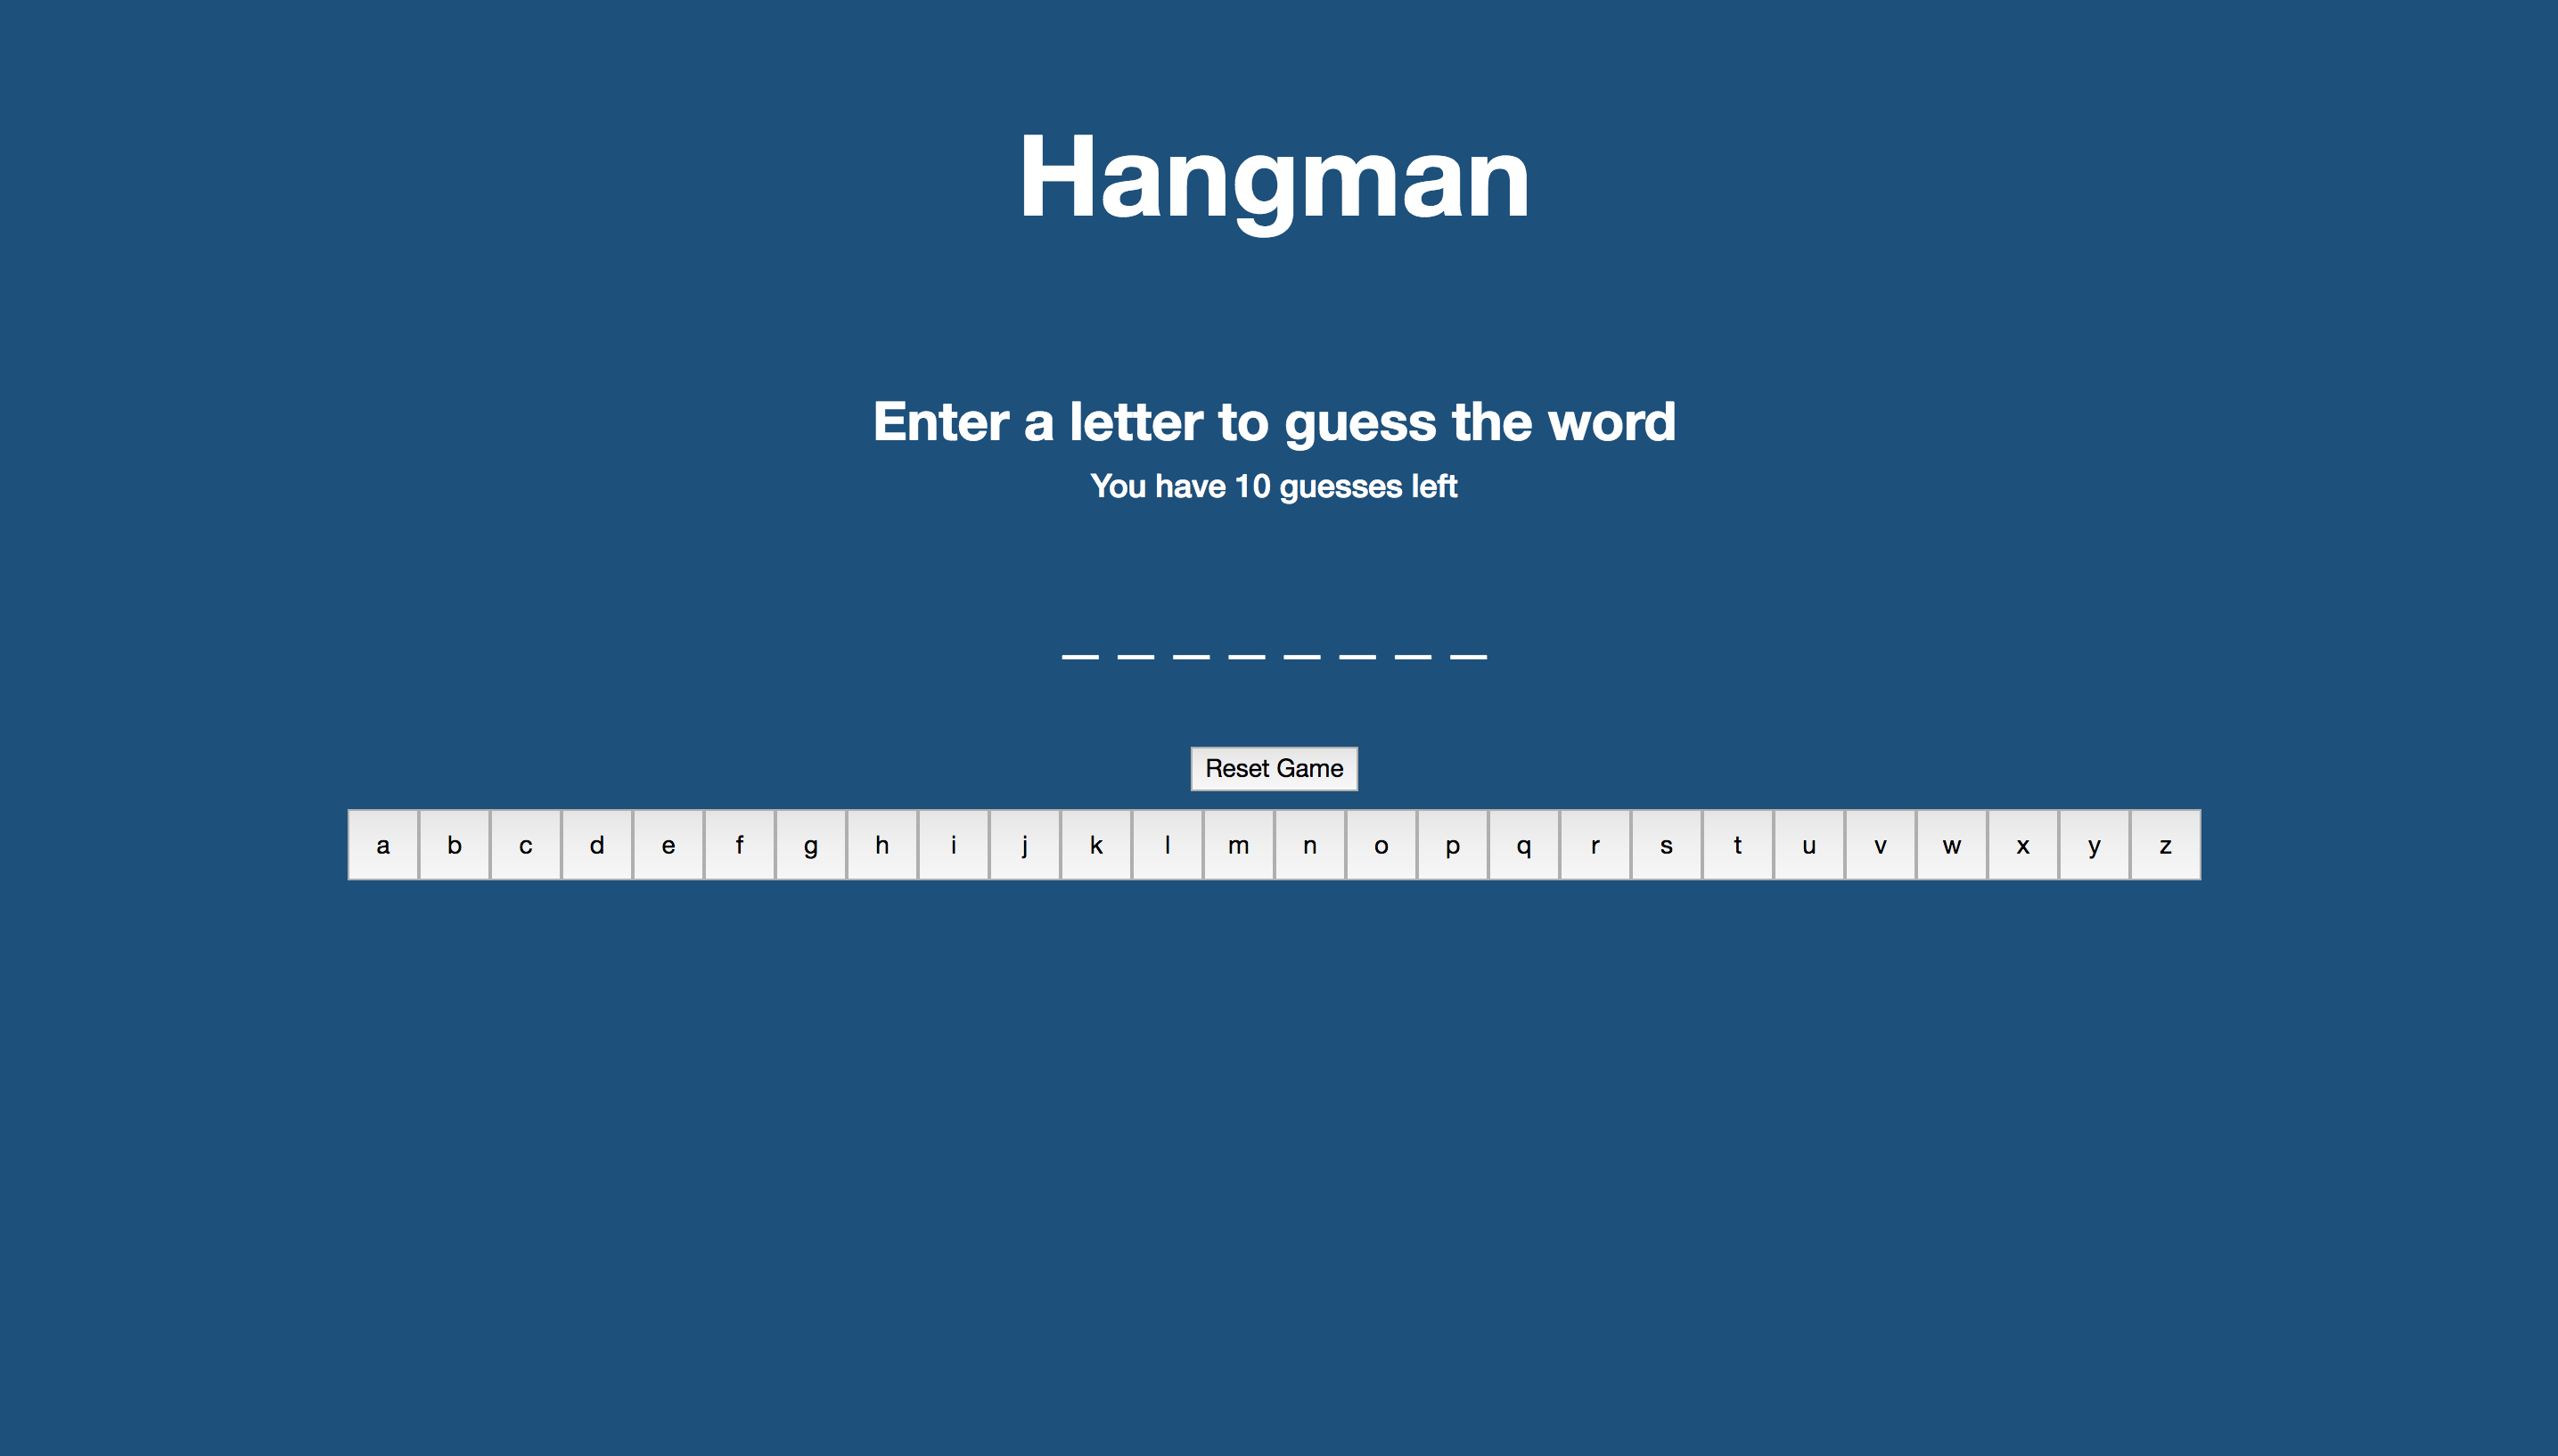 Hangman
Enter a letter to guess the word
You have 10 guesses left
_ _ _ _ _ _ _ _
Reset Game
a b c d e f g h i j k l m n o p q r s t u v w x y z